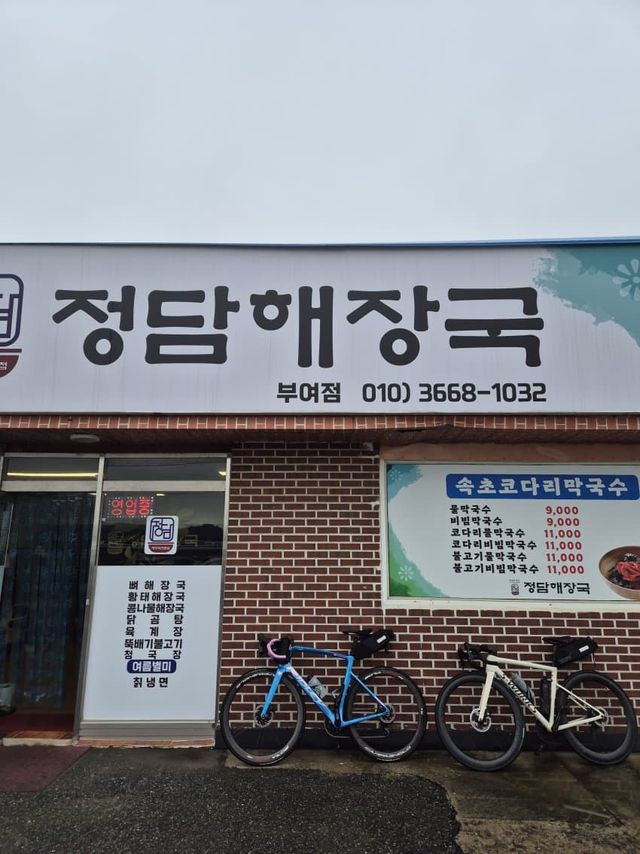 정담해장국
부여점 010) 3668-1032
영업중
정담
뼈해장국
황태해장국
콩나물해장국
닭곰탕
육계장
뚝배기불고기
청국장
여름별미
칡냉면
속초코다리막국수
물막국수 9,000
비빔막국수 9,000
코다리물막국수 11,000
코다리비빔막국수 11,000
불고기물막국수 11,000
불고기비빔막국수 11,000
정담해장국